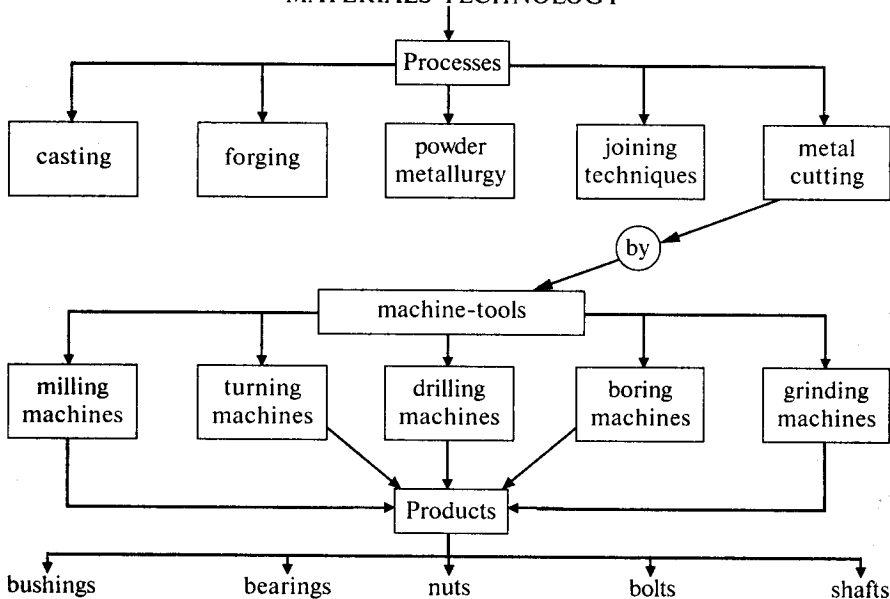 MATERIALS TECHNOLOGY
Processes
casting
forging
powder
metallurgy
joining
techniques
metal
cutting
by
machine-tools
milling
machines
turning
machines
drilling
machines
boring
machines
grinding
machines
Products
bushings
bearings
nuts
bolts
shafts